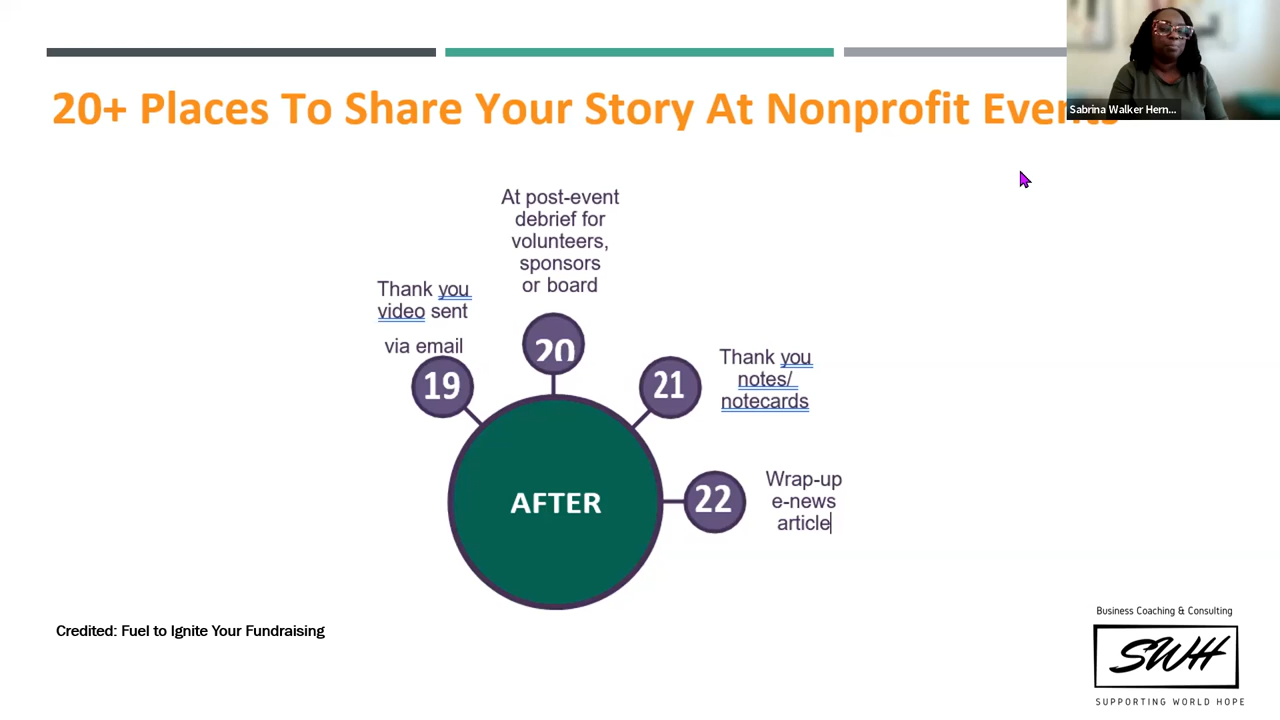 20+ Places To Share Your Story At Nonprofit Events
Sabrina Walker Hern...
At post-event
debrief for
volunteers,
sponsors
or board
Thank you
video sent
via email
20
19
21
Thank you
notes/
notecards
AFTER
22
Wrap-up
e-news
article
Credited: Fuel to Ignite Your Fundraising
Business Coaching & Consulting
SWH
SUPPORTING WORLD HOPE